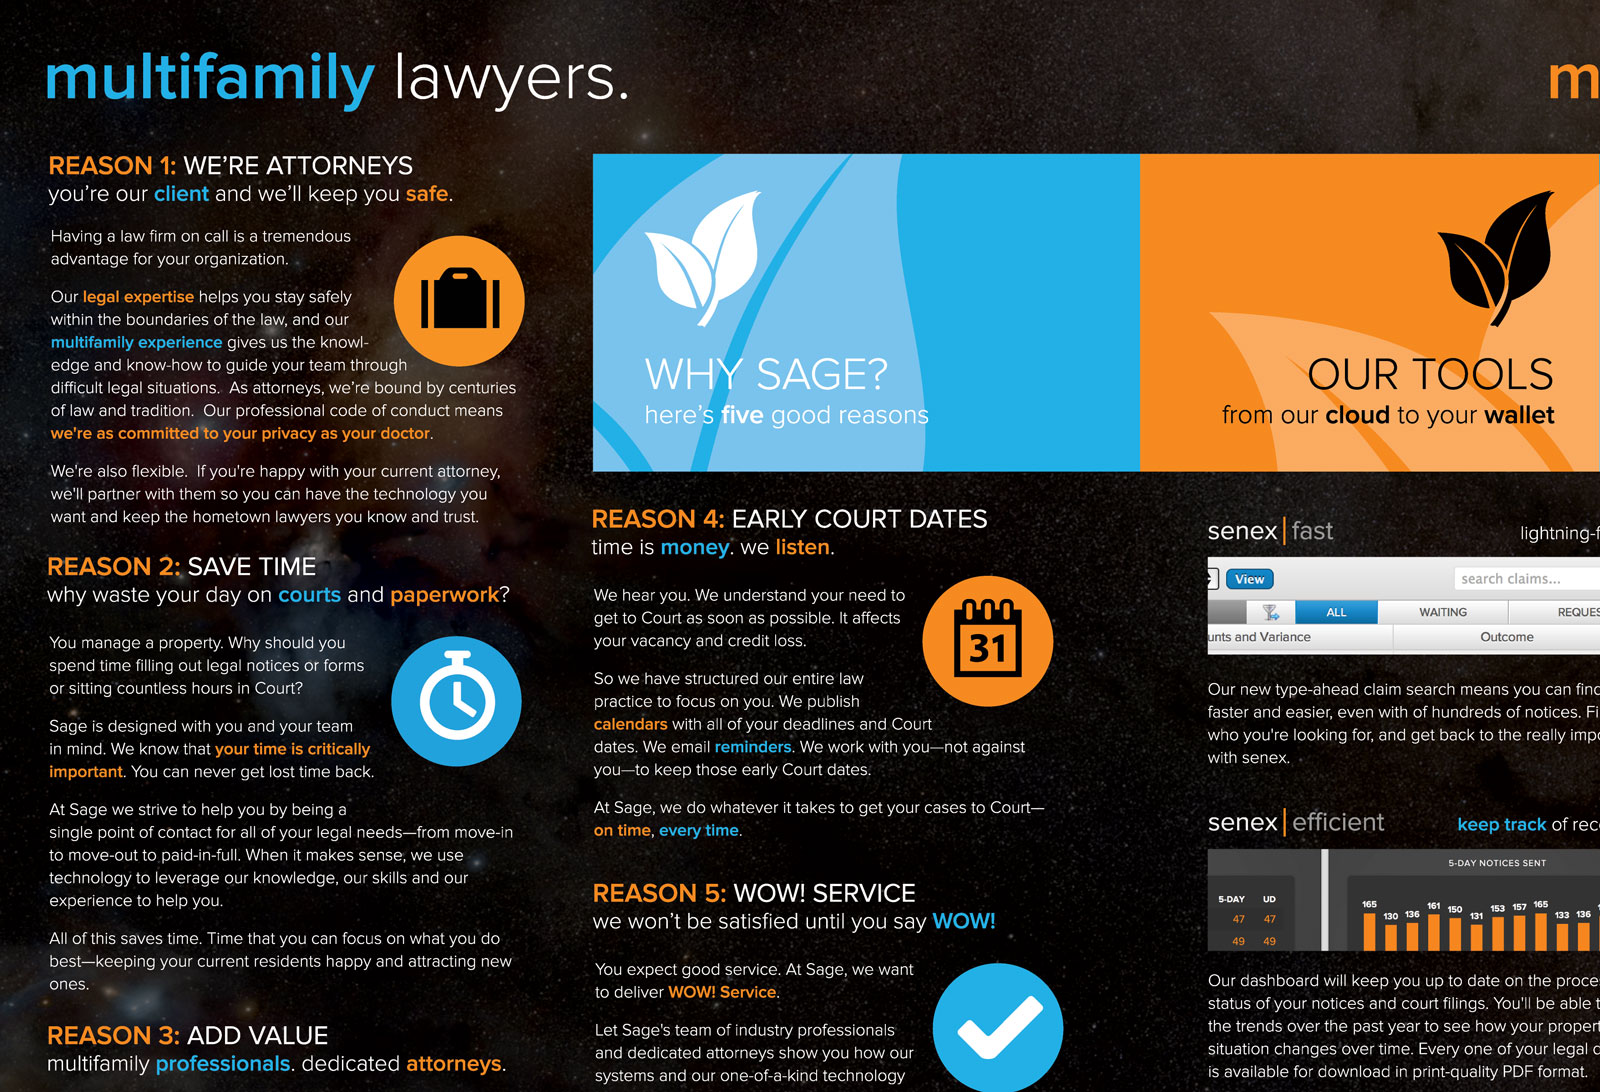 multifamily lawyers.
REASON 1: WE'RE ATTORNEYS
you're our client and we'll keep you safe.
Having a law firm on call is a tremendous
advantage for your organization.
Our legal expertise helps you stay safely
within the boundaries of the law, and our
multifamily experience gives us the knowl-
edge and know-how to guide your team through
difficult legal situations.  As attorneys, we're bound by centuries
of law and tradition.  Our professional code of conduct means
we're as committed to your privacy as your doctor.
We're also flexible.  If you're happy with your current attorney,
we'll partner with them so you can have the technology you
want and keep the hometown lawyers you know and trust.
REASON 2: SAVE TIME
why waste your day on courts and paperwork?
You manage a property. Why should you
spend time filling out legal notices or forms
or sitting countless hours in Court?
Sage is designed with you and your team
in mind. We know that your time is critically
important. You can never get lost time back.
At Sage we strive to help you by being a
single point of contact for all of your legal needs—from move-in
to move-out to paid-in-full. When it makes sense, we use
technology to leverage our knowledge, our skills and our
experience to help you.
All of this saves time. Time that you can focus on what you do
best—keeping your current residents happy and attracting new
ones.
REASON 3: ADD VALUE
multifamily professionals. dedicated attorneys.
WHY SAGE?
here's five good reasons
REASON 4: EARLY COURT DATES
time is money. we listen.
We hear you. We understand your need to
get to Court as soon as possible. It affects
your vacancy and credit loss.
31
So we have structured our entire law
practice to focus on you. We publish
calendars with all of your deadlines and Court
dates. We email reminders. We work with you—not against
you—to keep those early Court dates.
At Sage, we do whatever it takes to get your cases to Court—
on time, every time.
REASON 5: WOW! SERVICE
we won't be satisfied until you say WOW!
You expect good service. At Sage, we want
to deliver WOW! Service.
Let Sage's team of industry professionals
and dedicated attorneys show you how our
systems and our one-of-a-kind technology
m
OUR TOOLS
from our cloud to your wallet
senex|fast lightning-f
View search claims...
ALL WAITING REQUES
unts and Variance Outcome
Our new type-ahead claim search means you can find
faster and easier, even with of hundreds of notices. Fi
who you're looking for, and get back to the really impo
with senex.
senex|efficient keep track of rec
5-DAY NOTICES SENT
5-DAY UD
47 47
49 49
165 130 136 161 150 131 153 157 165 133 136
Our dashboard will keep you up to date on the proces
status of your notices and court filings. You'll be able t
the trends over the past year to see how your propert
situation changes over time. Every one of your legal d
is available for download in print-quality PDF format.